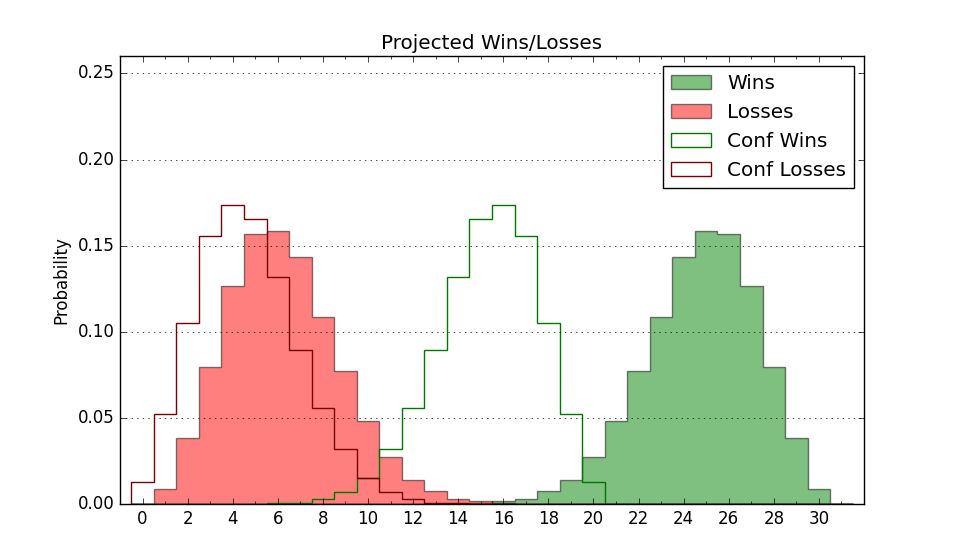 Projected Wins/Losses
0.25
0.20
0.15
0.10
0.05
0.00
Probability
Wins
Losses
Conf Wins
Conf Losses
0 2 4 6 8 10 12 14 16 18 20 22 24 26 28 30